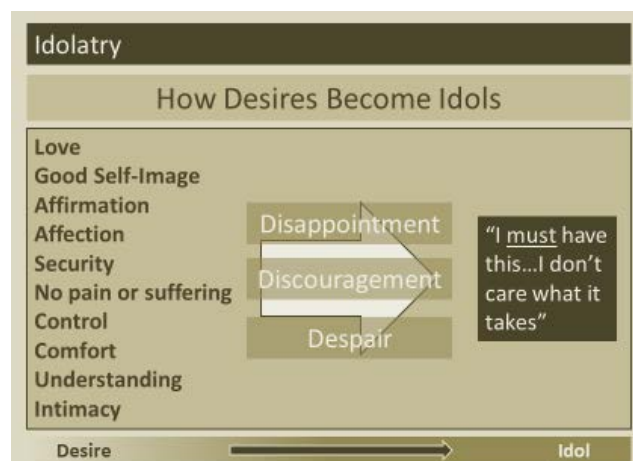 Idolatry
How Desires Become Idols
Love
Good Self-Image
Affirmation
Affection
Security
No pain or suffering
Control
Comfort
Understanding
Intimacy
Disappointment
Discouragement
Despair
“I must have
this...I don’t
care what it
takes”
Desire
Idol